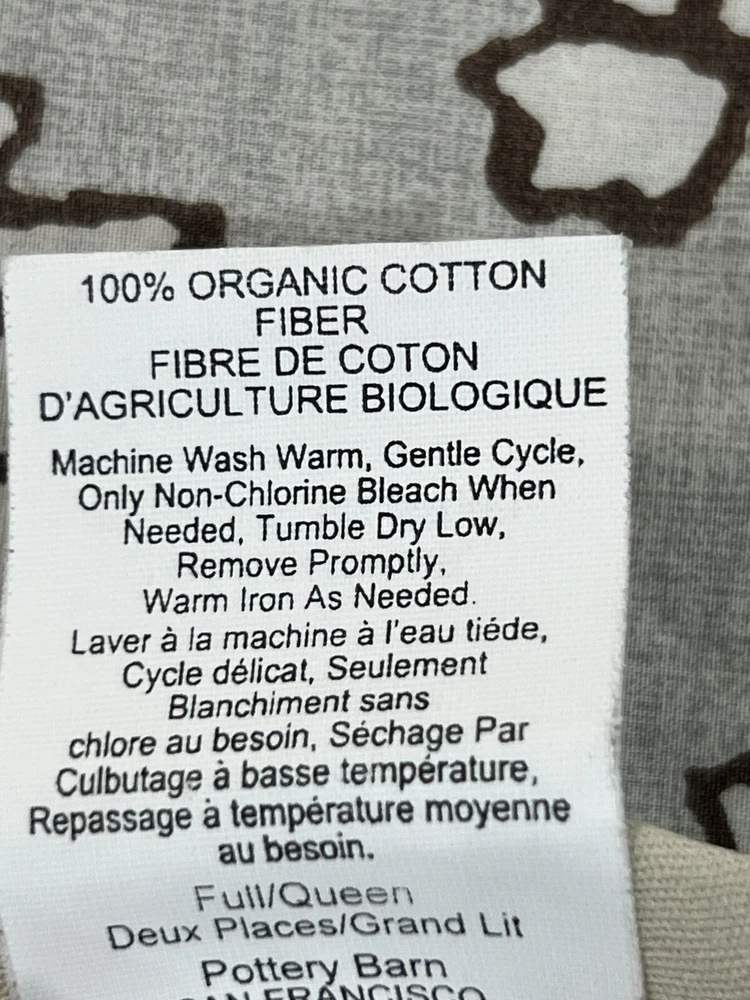 100% ORGANIC COTTON
FIBER
FIBRE DE COTON
D'AGRICULTURE BIOLOGIQUE
Machine Wash Warm, Gentle Cycle,
Only Non-Chlorine Bleach When
Needed, Tumble Dry Low,
Remove Promptly,
Warm Iron As Needed.
Laver à la machine à l'eau tiéde,
Cycle délicat, Seulement
Blanchiment sans
chlore au besoin, Séchage Par
Culbutage à basse température,
Repassage à température moyenne
au besoin.
Full/Queen
Deux Places/Grand Lit
Pottery Barn
SAN FRANCISCO